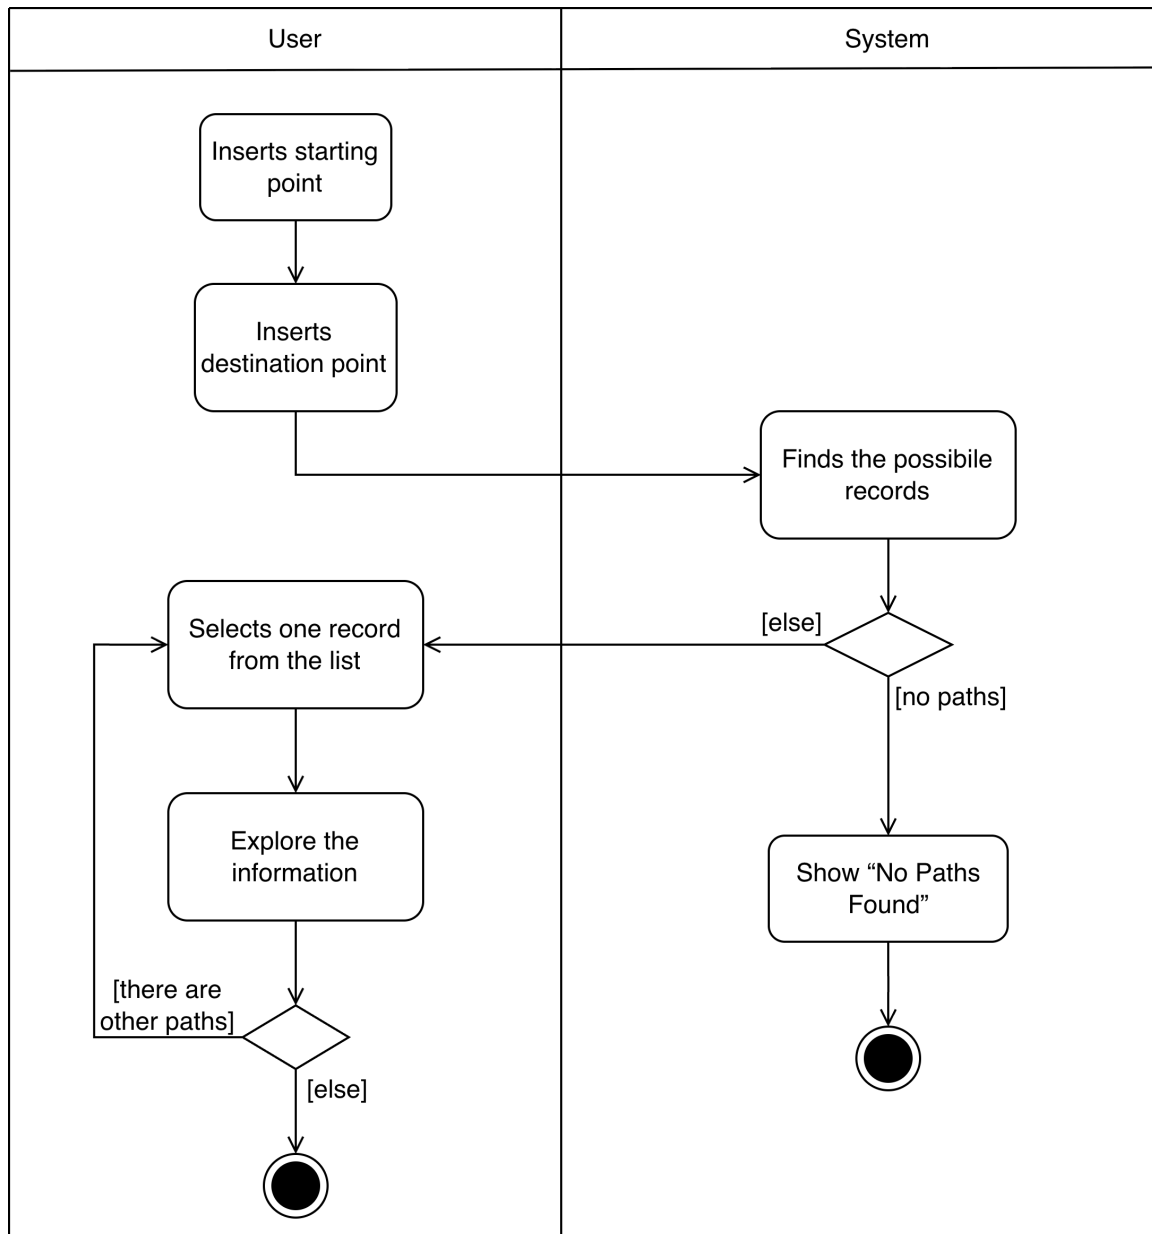 User
System
Inserts starting
point
Inserts
destination point
Finds the possibile
records
[else]
[no paths]
Selects one record
from the list
Explore the
information
Show “No Paths
Found”
[there are
other paths]
[else]